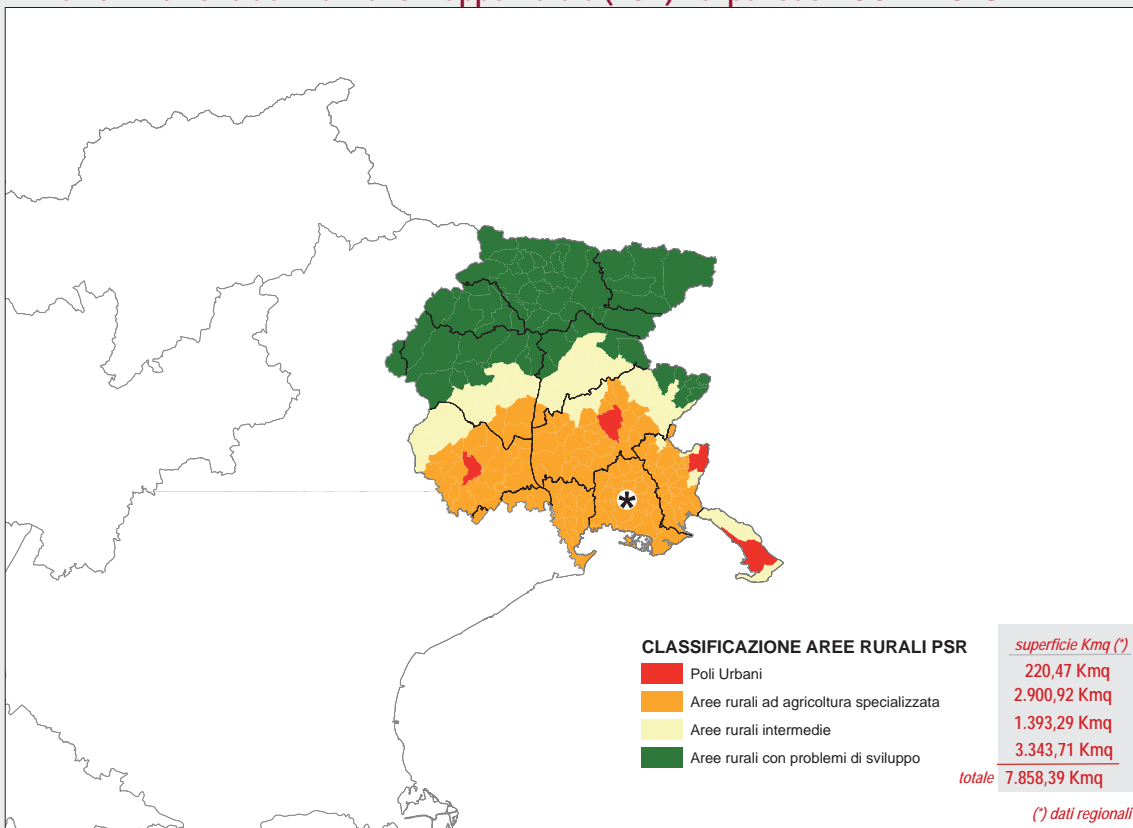 CLASSIFICAZIONE AREE RURALI PSR
superficie Kmq (*)
Poli Urbani
220,47 Kmq
Aree rurali ad agricoltura specializzata
2.900,92 Kmq
Aree rurali intermedie
1.393,29 Kmq
Aree rurali con problemi di sviluppo
3.343,71 Kmq
totale 7.858,39 Kmq
(*) dati regionali
*